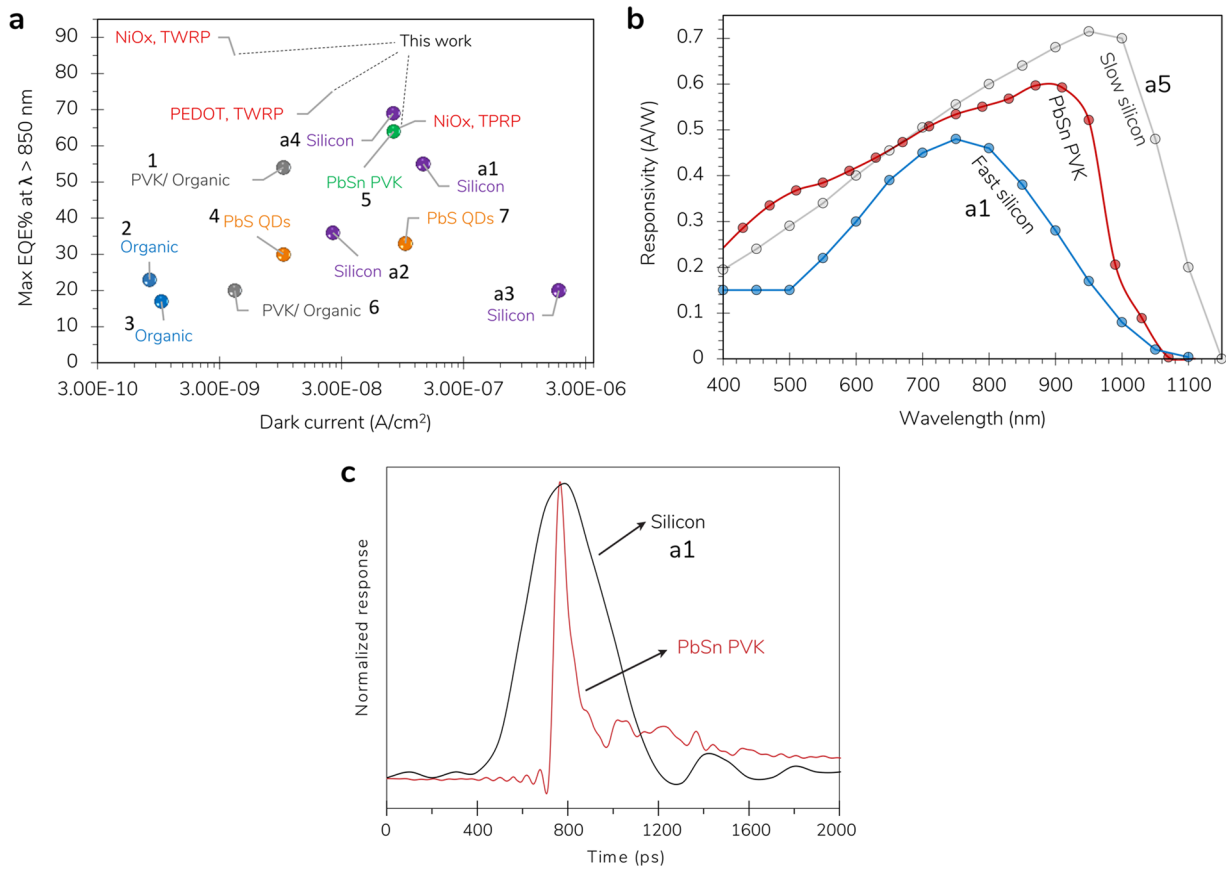 a
90
80
70
60
50
40
30
20
10
0
Max EQE% at λ > 850 nm
NiOx, TWRP
This work
PEDOT, TWRP
NiOx, TPRP
a4 Silicon
1
PVK/ Organic
PbSn PVK
5
a1
Silicon
2
Organic
4 PbS QDs
PbS QDs 7
Silicon a2
3 Organic
PVK/ Organic 6
a3
Silicon
3.00E-10 3.00E-09 3.00E-08 3.00E-07 3.00E-06
Dark current (A/cm²)
b
0.7
0.6
0.5
0.4
0.3
0.2
0.1
0
Responsivity (A/W)
Slow silicon
a5
PbSn PVK
Fast silicon
a1
400 500 600 700 800 900 1000 1100
Wavelength (nm)
c
Normalized response
Silicon
a1
PbSn PVK
0 400 800 1200 1600 2000
Time (ps)